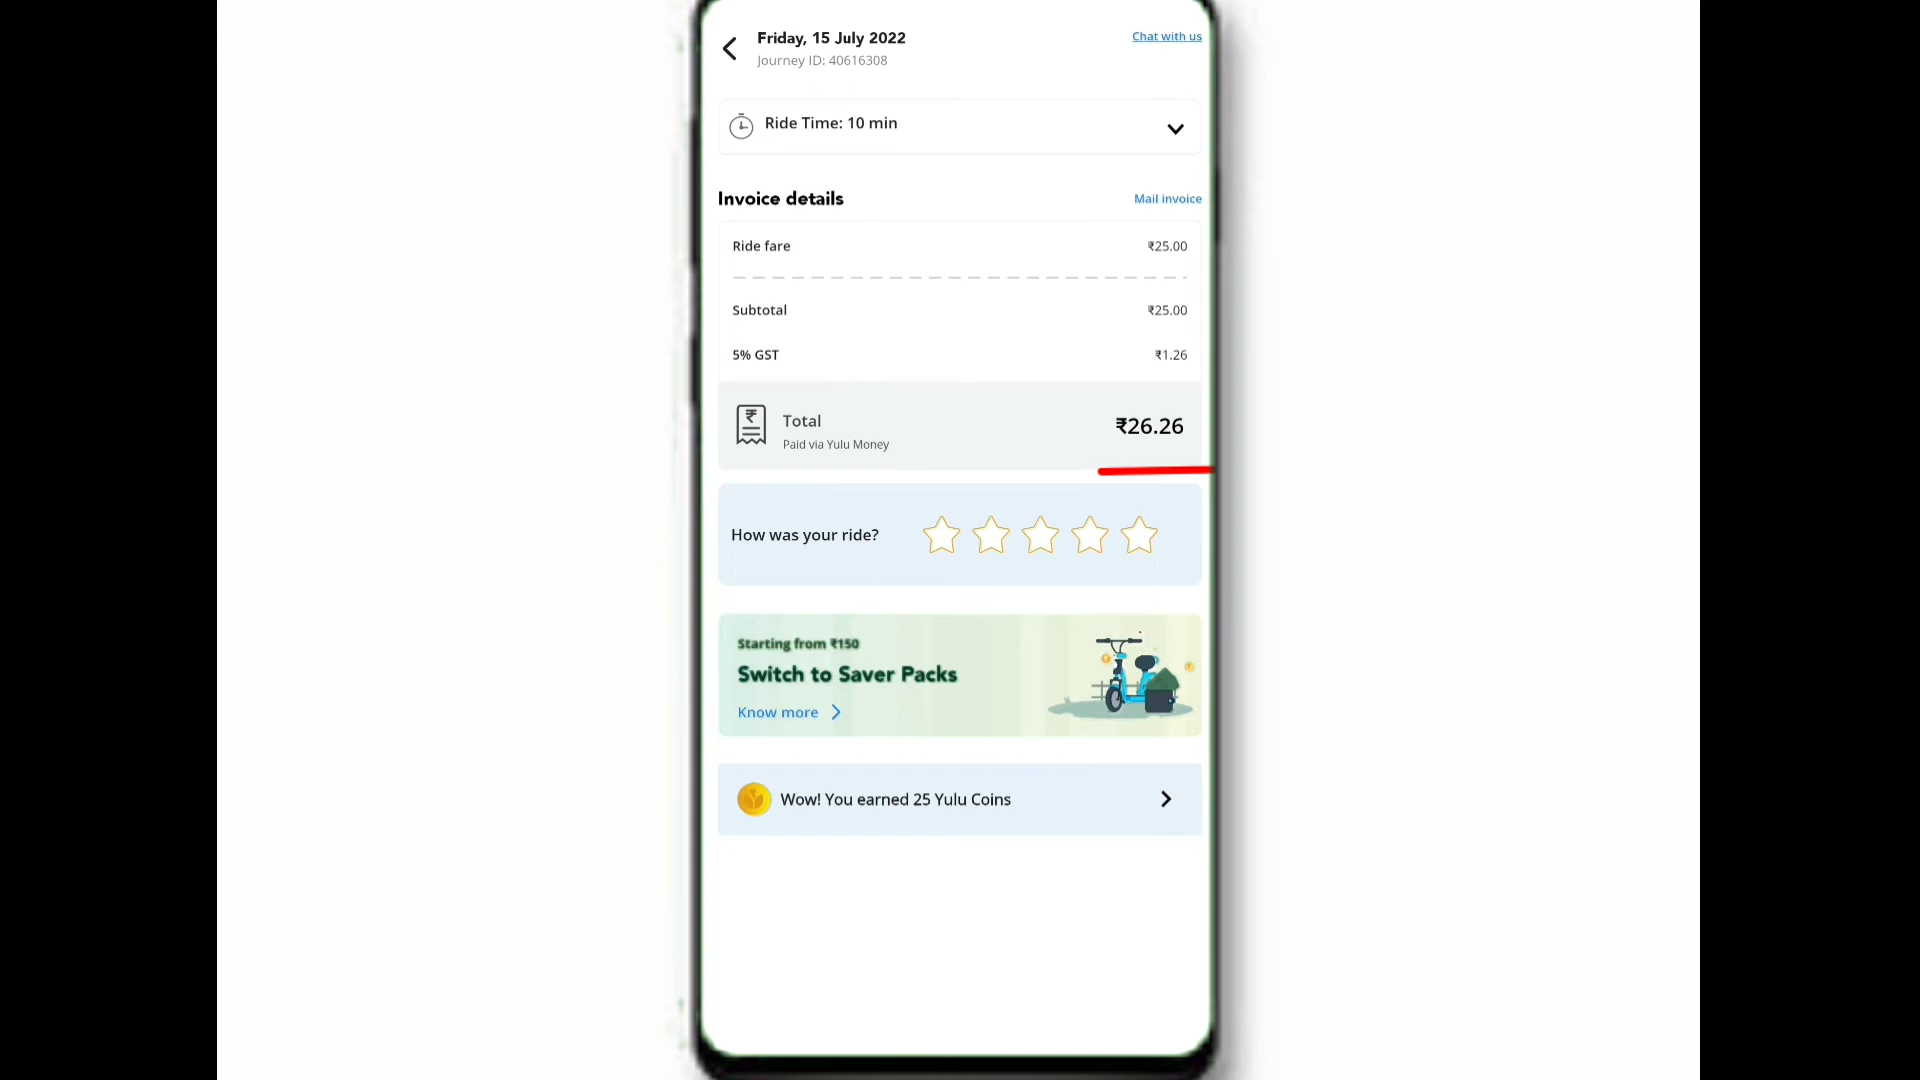 Friday, 15 July 2022
Chat with us
Journey ID: 40616308
Ride Time: 10 min
Invoice details
Mail invoice
Ride fare
₹25.00
Subtotal
₹25.00
5% GST
₹1.26
Total
₹26.26
Paid via Yulu Money
How was your ride?
Starting from ₹150
Switch to Saver Packs
Know more
Wow! You earned 25 Yulu Coins